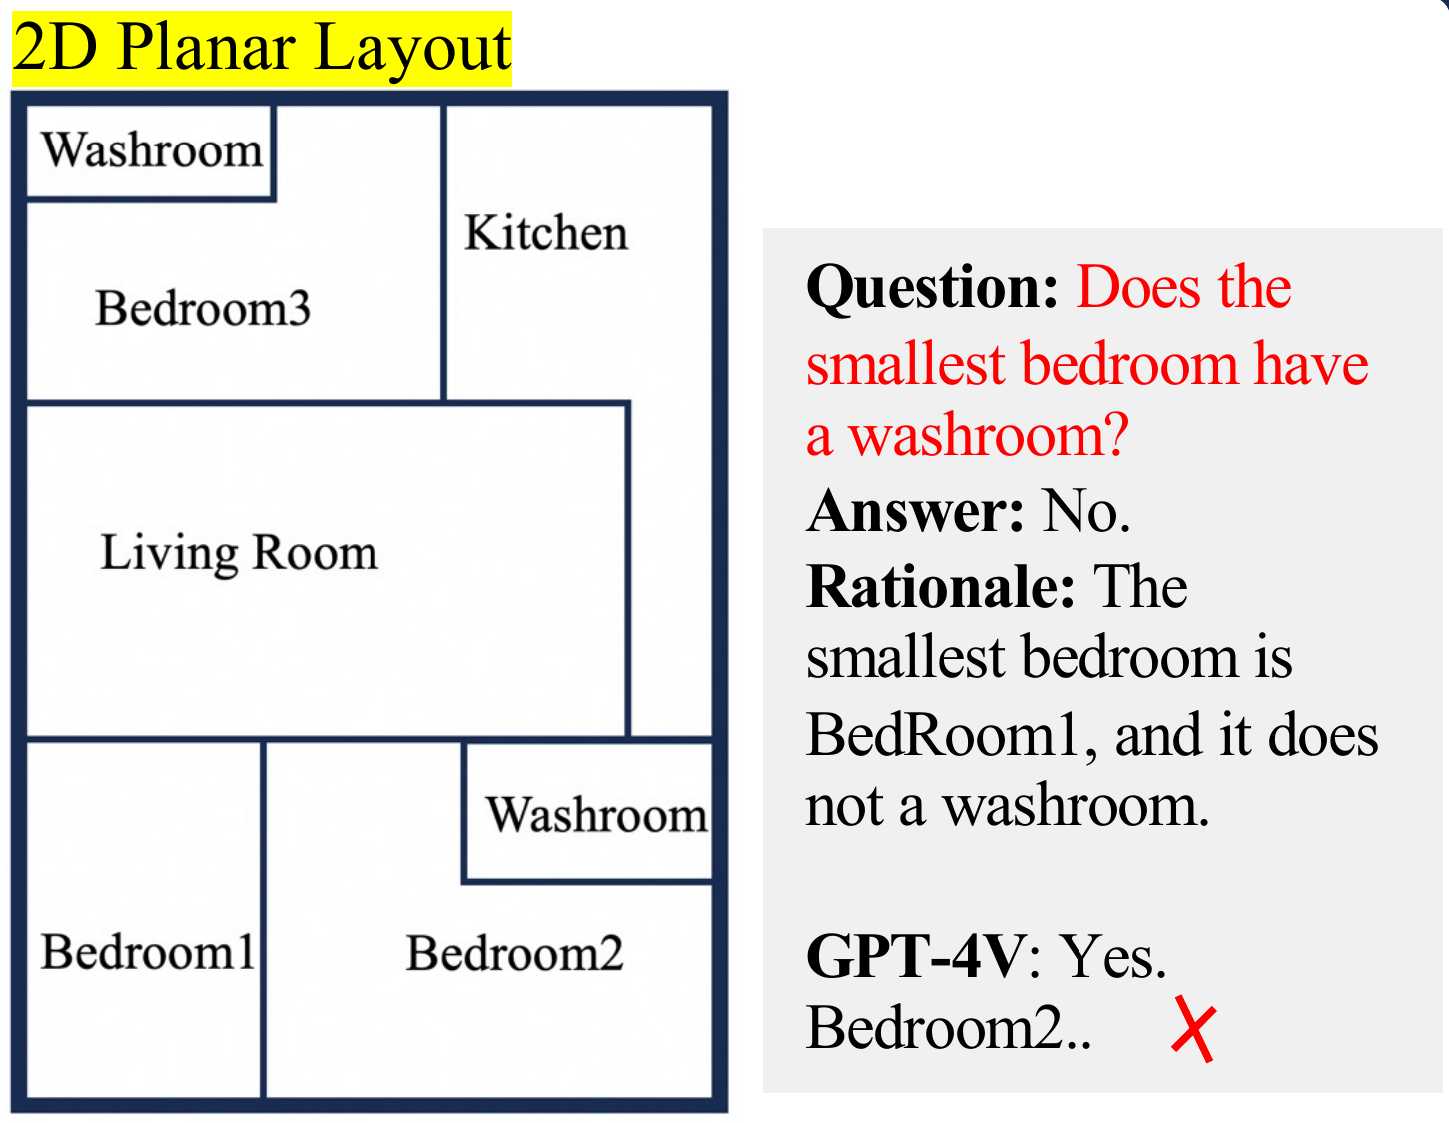 2D Planar Layout
Washroom
Kitchen
Bedroom3
Living Room
Washroom
Bedroom1
Bedroom2
Question: Does the
smallest bedroom have
a washroom?
Answer: No.
Rationale: The
smallest bedroom is
BedRoom1, and it does
not a washroom.
GPT-4V: Yes.
Bedroom2..